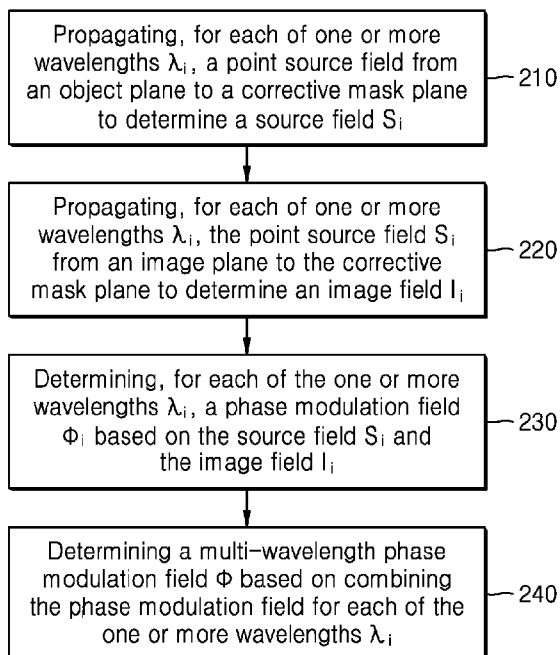 Propagating, for each of one or more
wavelengths λi, a point source field from
an object plane to a corrective mask plane
to determine a source field Si
210
Propagating, for each of one or more
wavelengths λi, the point source field Si
from an image plane to the corrective
mask plane to determine an image field Ii
220
Determining, for each of the one or more
wavelengths λi, a phase modulation field
Φi based on the source field Si and
the image field Ii
230
Determining a multi-wavelength phase
modulation field Φ based on combining
the phase modulation field for each of the
one or more wavelengths λi
240